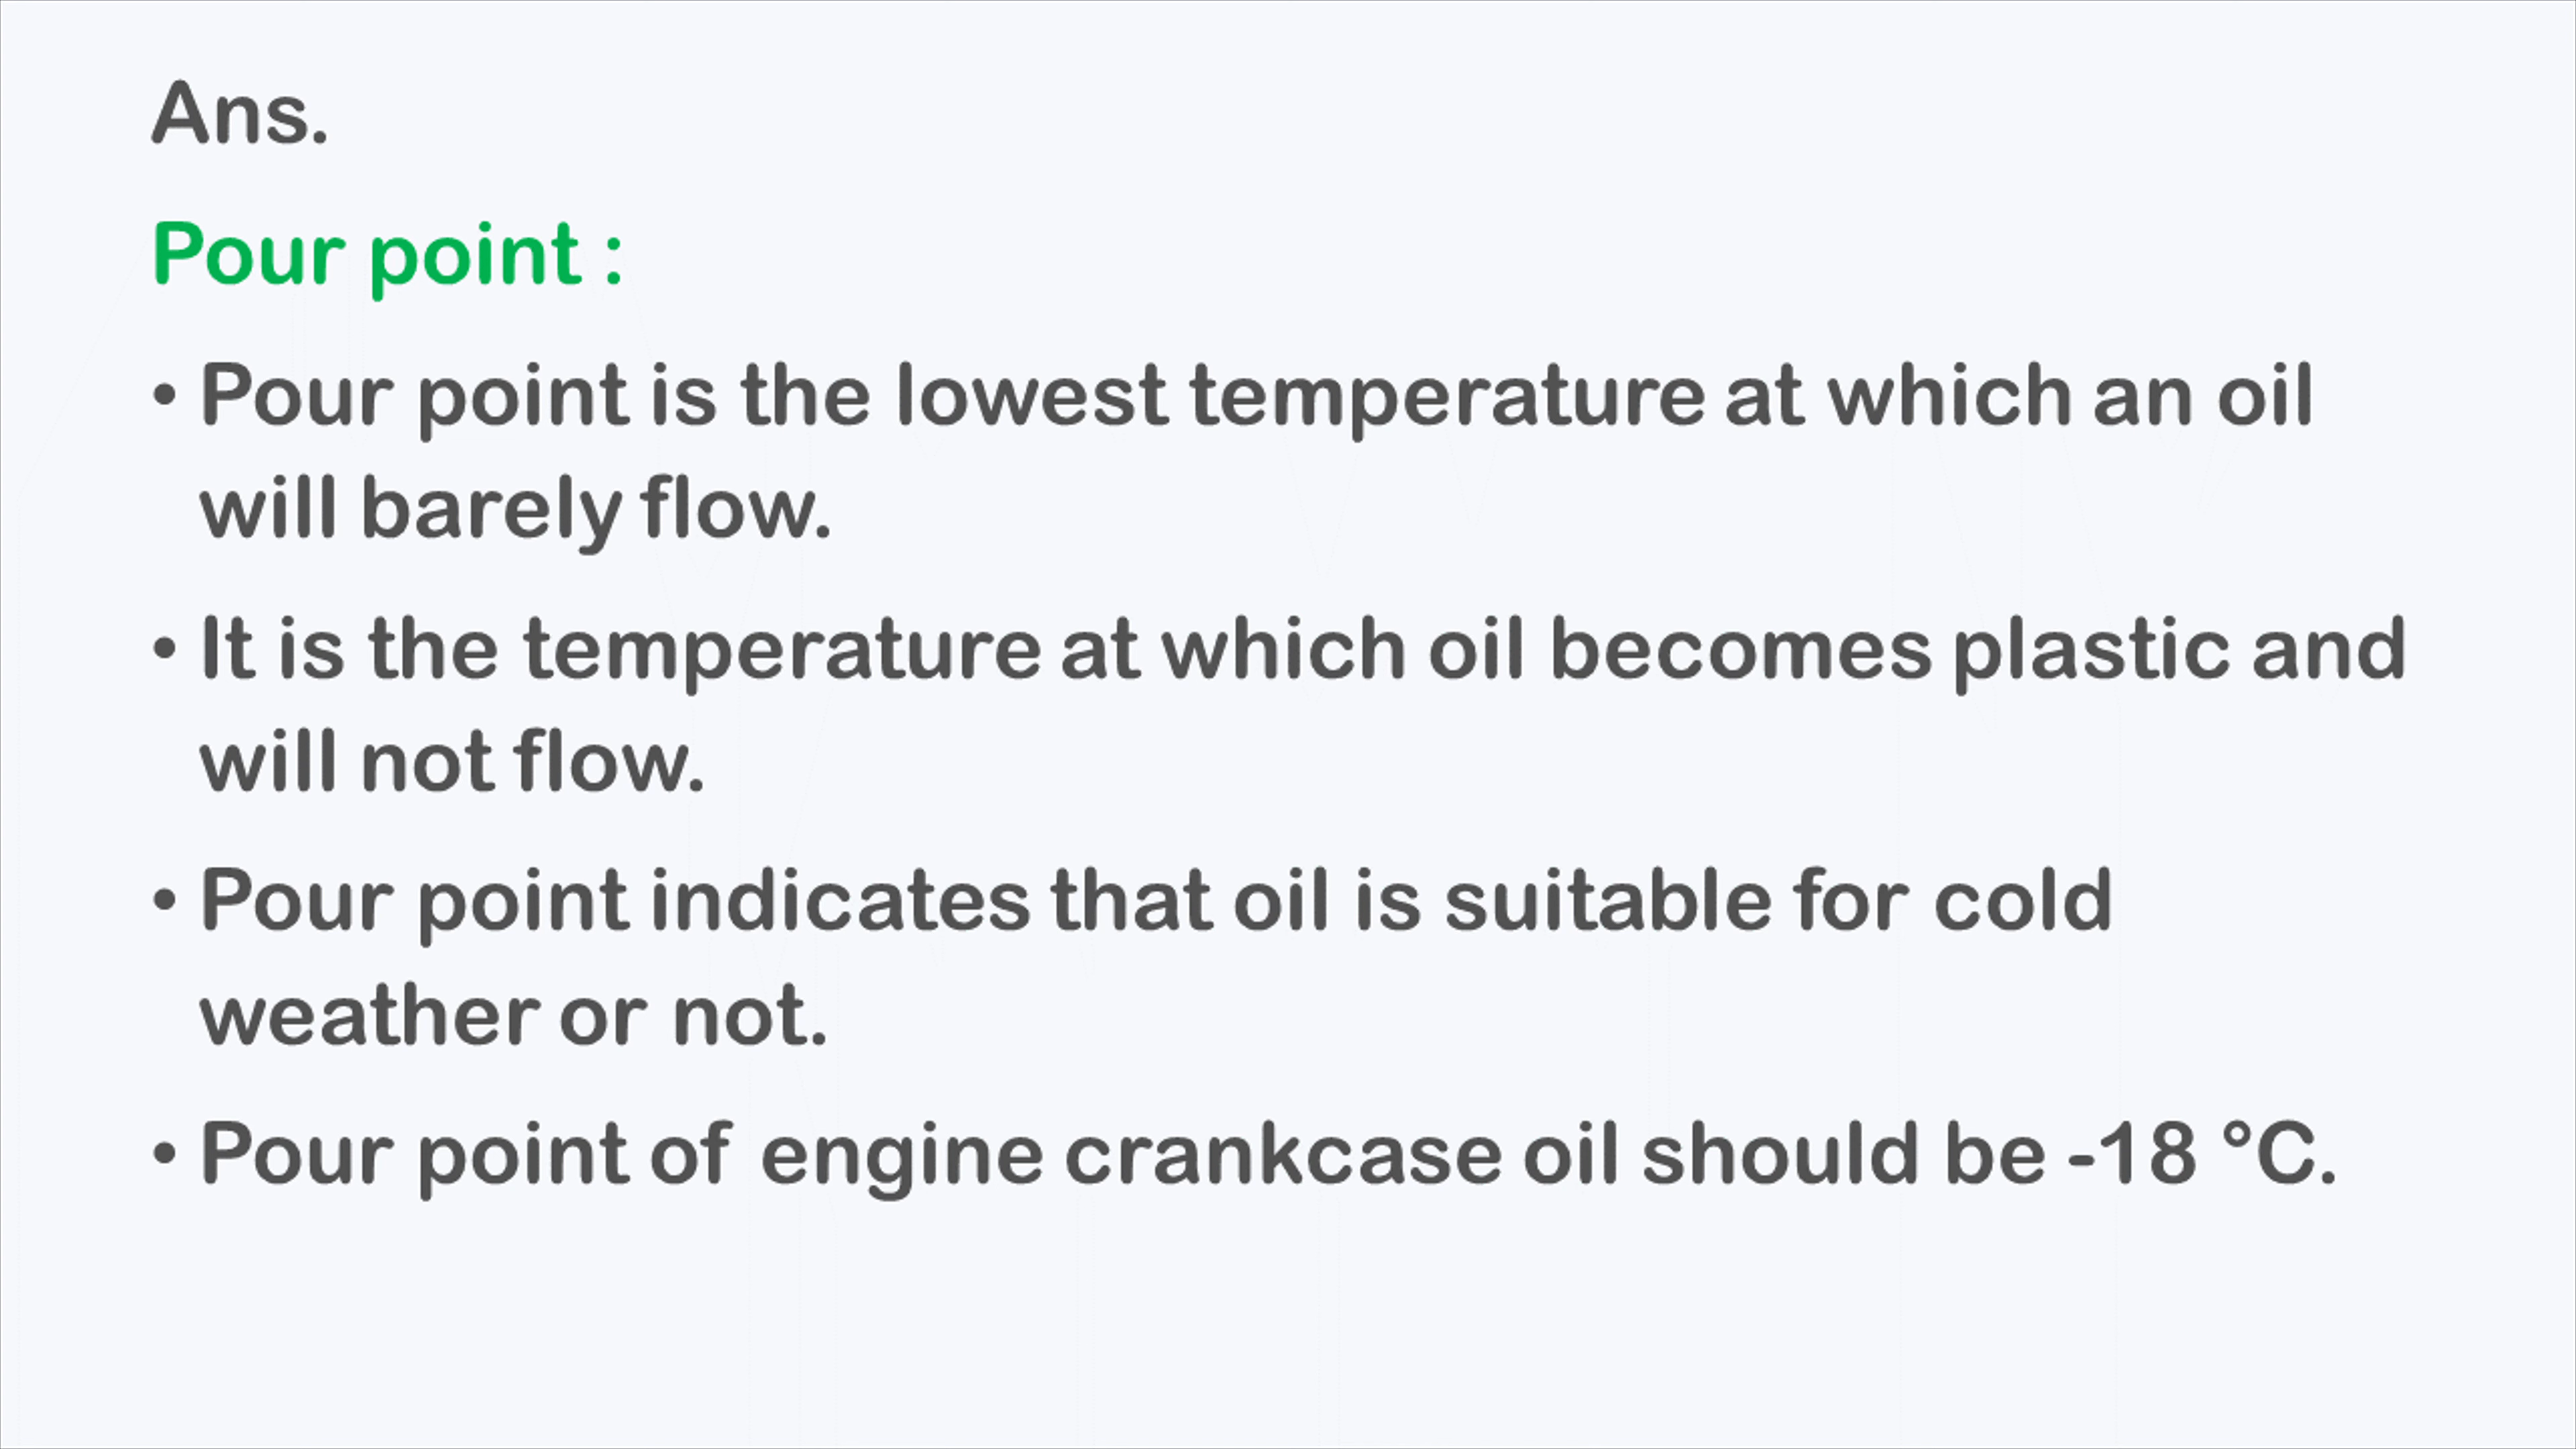 Ans.
Pour point :
• Pour point is the lowest temperature at which an oil
will barely flow.
• It is the temperature at which oil becomes plastic and
will not flow.
• Pour point indicates that oil is suitable for cold
weather or not.
• Pour point of engine crankcase oil should be -18 °C.